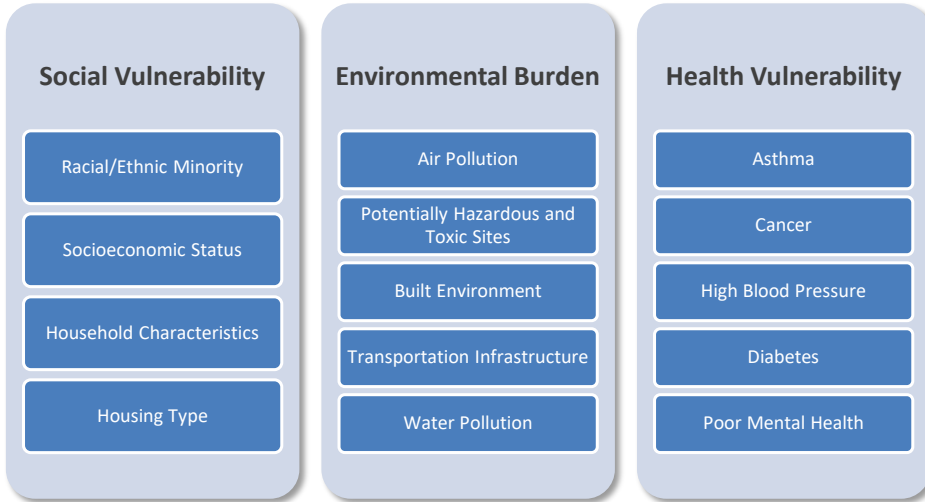 Social Vulnerability
Racial/Ethnic Minority
Socioeconomic Status
Household Characteristics
Housing Type
Environmental Burden
Air Pollution
Potentially Hazardous and
Toxic Sites
Built Environment
Transportation Infrastructure
Water Pollution
Health Vulnerability
Asthma
Cancer
High Blood Pressure
Diabetes
Poor Mental Health